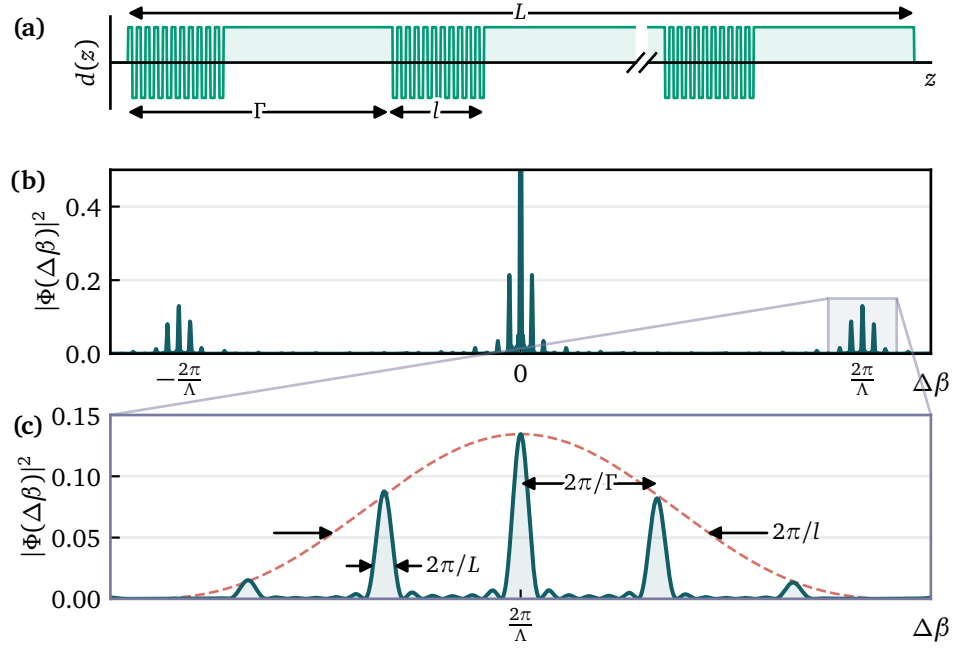 (a)
L
d(z)
z
Γ
l
(b)
|Φ(Δβ)|²
0.4
0.2
0.0
−2π/Λ
0
2π/Λ
Δβ
(c)
|Φ(Δβ)|²
0.15
0.10
0.05
0.00
2π/Γ
2π/l
2π/L
2π/Λ
Δβ